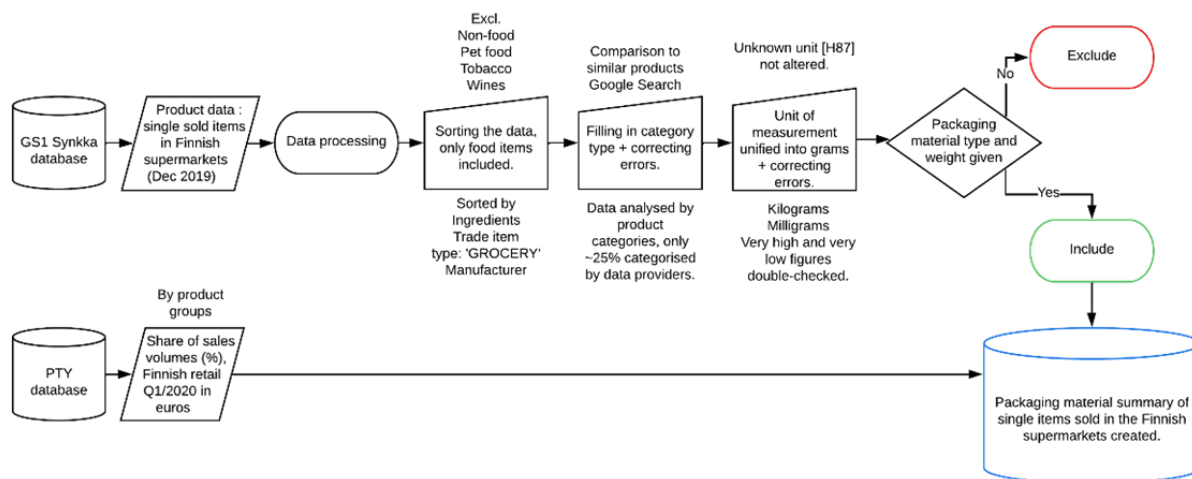 GS1 Synkka
database
Product data :
single sold items
in Finnish
supermarkets
(Dec 2019)
Data processing
Excl.
Non-food
Pet food
Tobacco
Wines
Sorting the data,
only food items
included.
Sorted by
Ingredients
Trade item
type: 'GROCERY'
Manufacturer
Comparison to
similar products
Google Search
Filling in category
type + correcting
errors.
Data analysed by
product
categories, only
~25% categorised
by data providers.
Unknown unit [H87]
not altered.
Unit of
measurement
unified into grams
+ correcting
errors.
Kilograms
Milligrams
Very high and very
low figures
double-checked.
Packaging
material type and
weight given
No
Exclude
Yes
Include
PTY
database
By product
groups
Share of sales
volumes (%),
Finnish retail
Q1/2020 in
euros
Packaging material summary of
single items sold in the Finnish
supermarkets created.